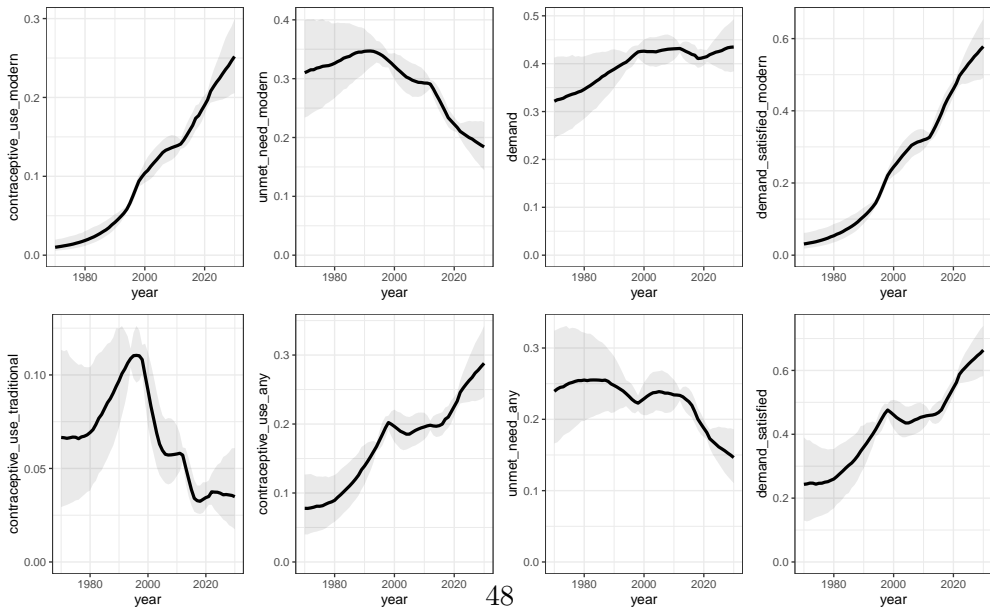 contraceptive_use_modern
0.0
0.1
0.2
0.3
1980 2000 2020
year
unmet_need_modern
0.0
0.1
0.2
0.3
0.4
1980 2000 2020
year
demand
0.0
0.1
0.2
0.3
0.4
0.5
1980 2000 2020
year
demand_satisfied_modern
0.0
0.2
0.4
0.6
1980 2000 2020
year
contraceptive_use_traditional
0.00
0.05
0.10
1980 2000 2020
year
contraceptive_use_any
0.0
0.1
0.2
0.3
1980 2000 2020
year
unmet_need_any
0.0
0.1
0.2
0.3
1980 2000 2020
year
demand_satisfied
0.0
0.2
0.4
0.6
1980 2000 2020
year
48